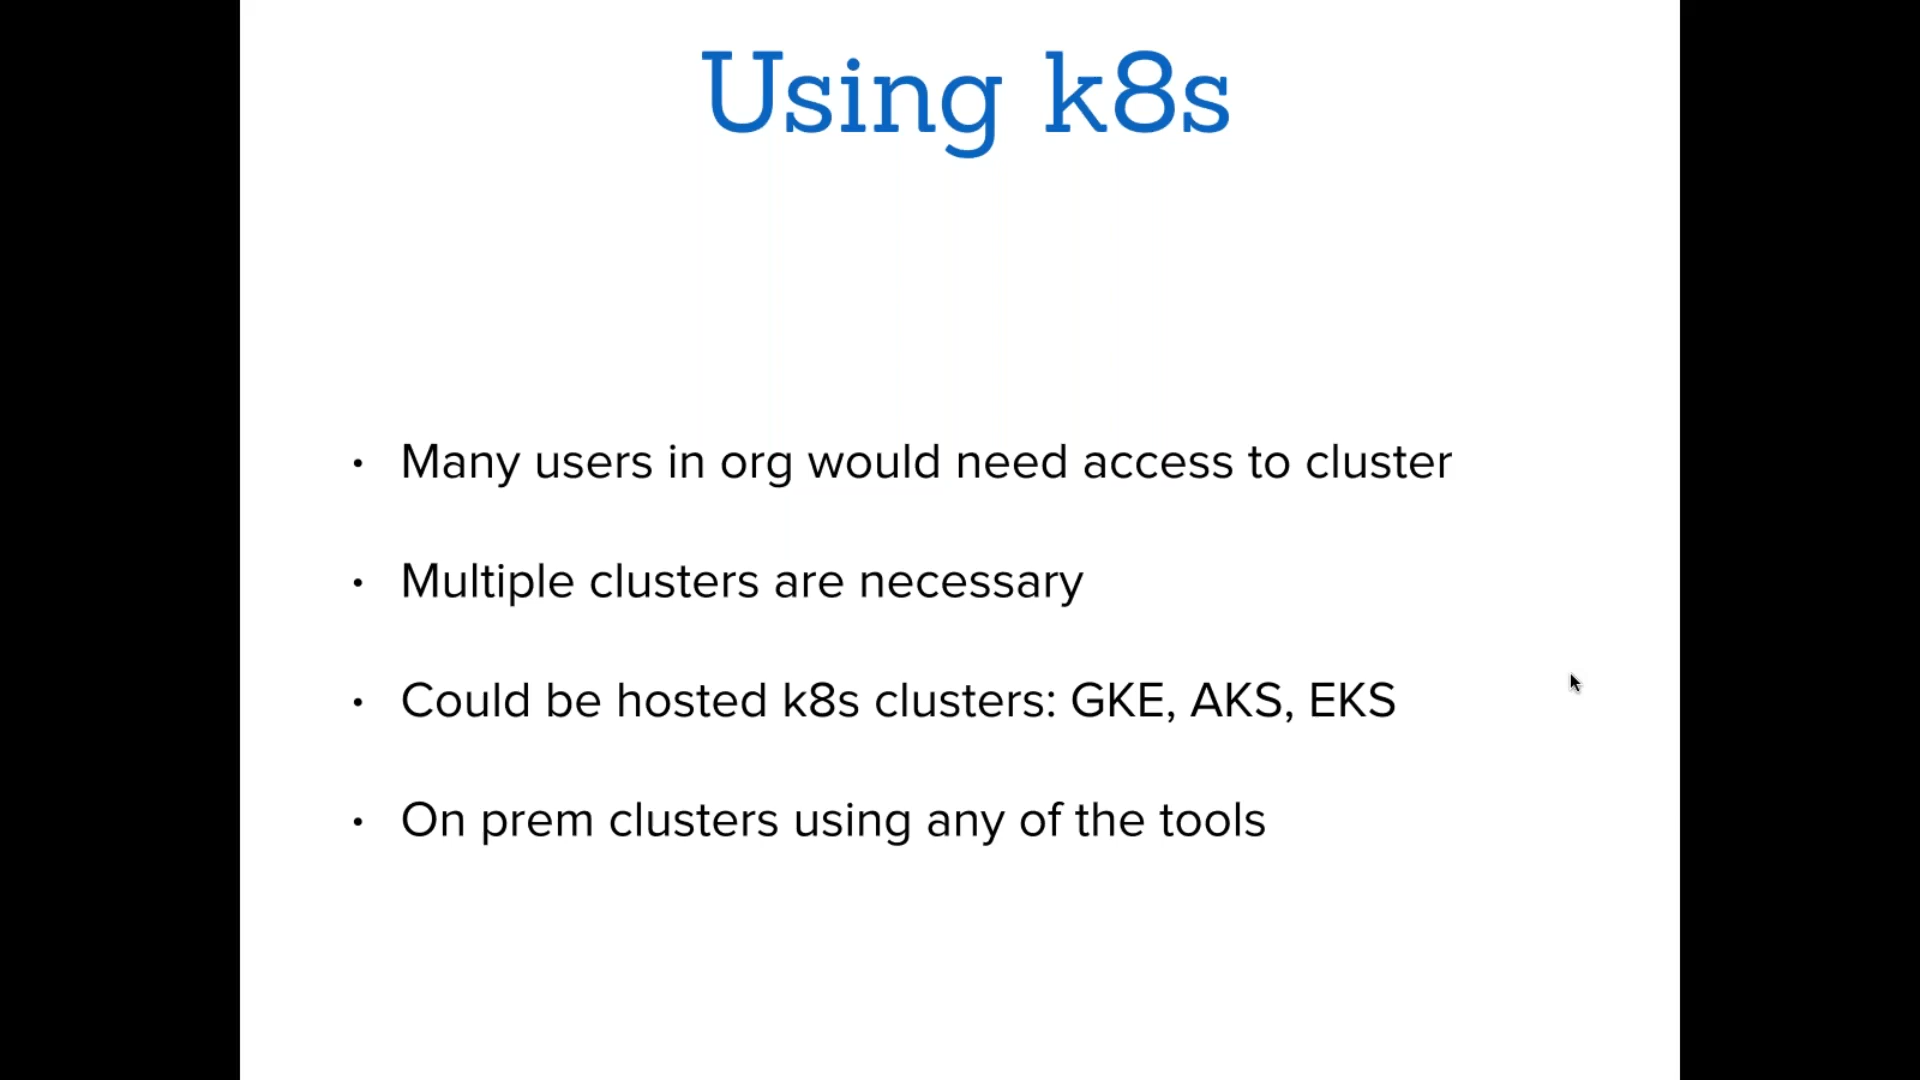 Using k8s
• Many users in org would need access to cluster
• Multiple clusters are necessary
• Could be hosted k8s clusters: GKE, AKS, EKS
• On prem clusters using any of the tools